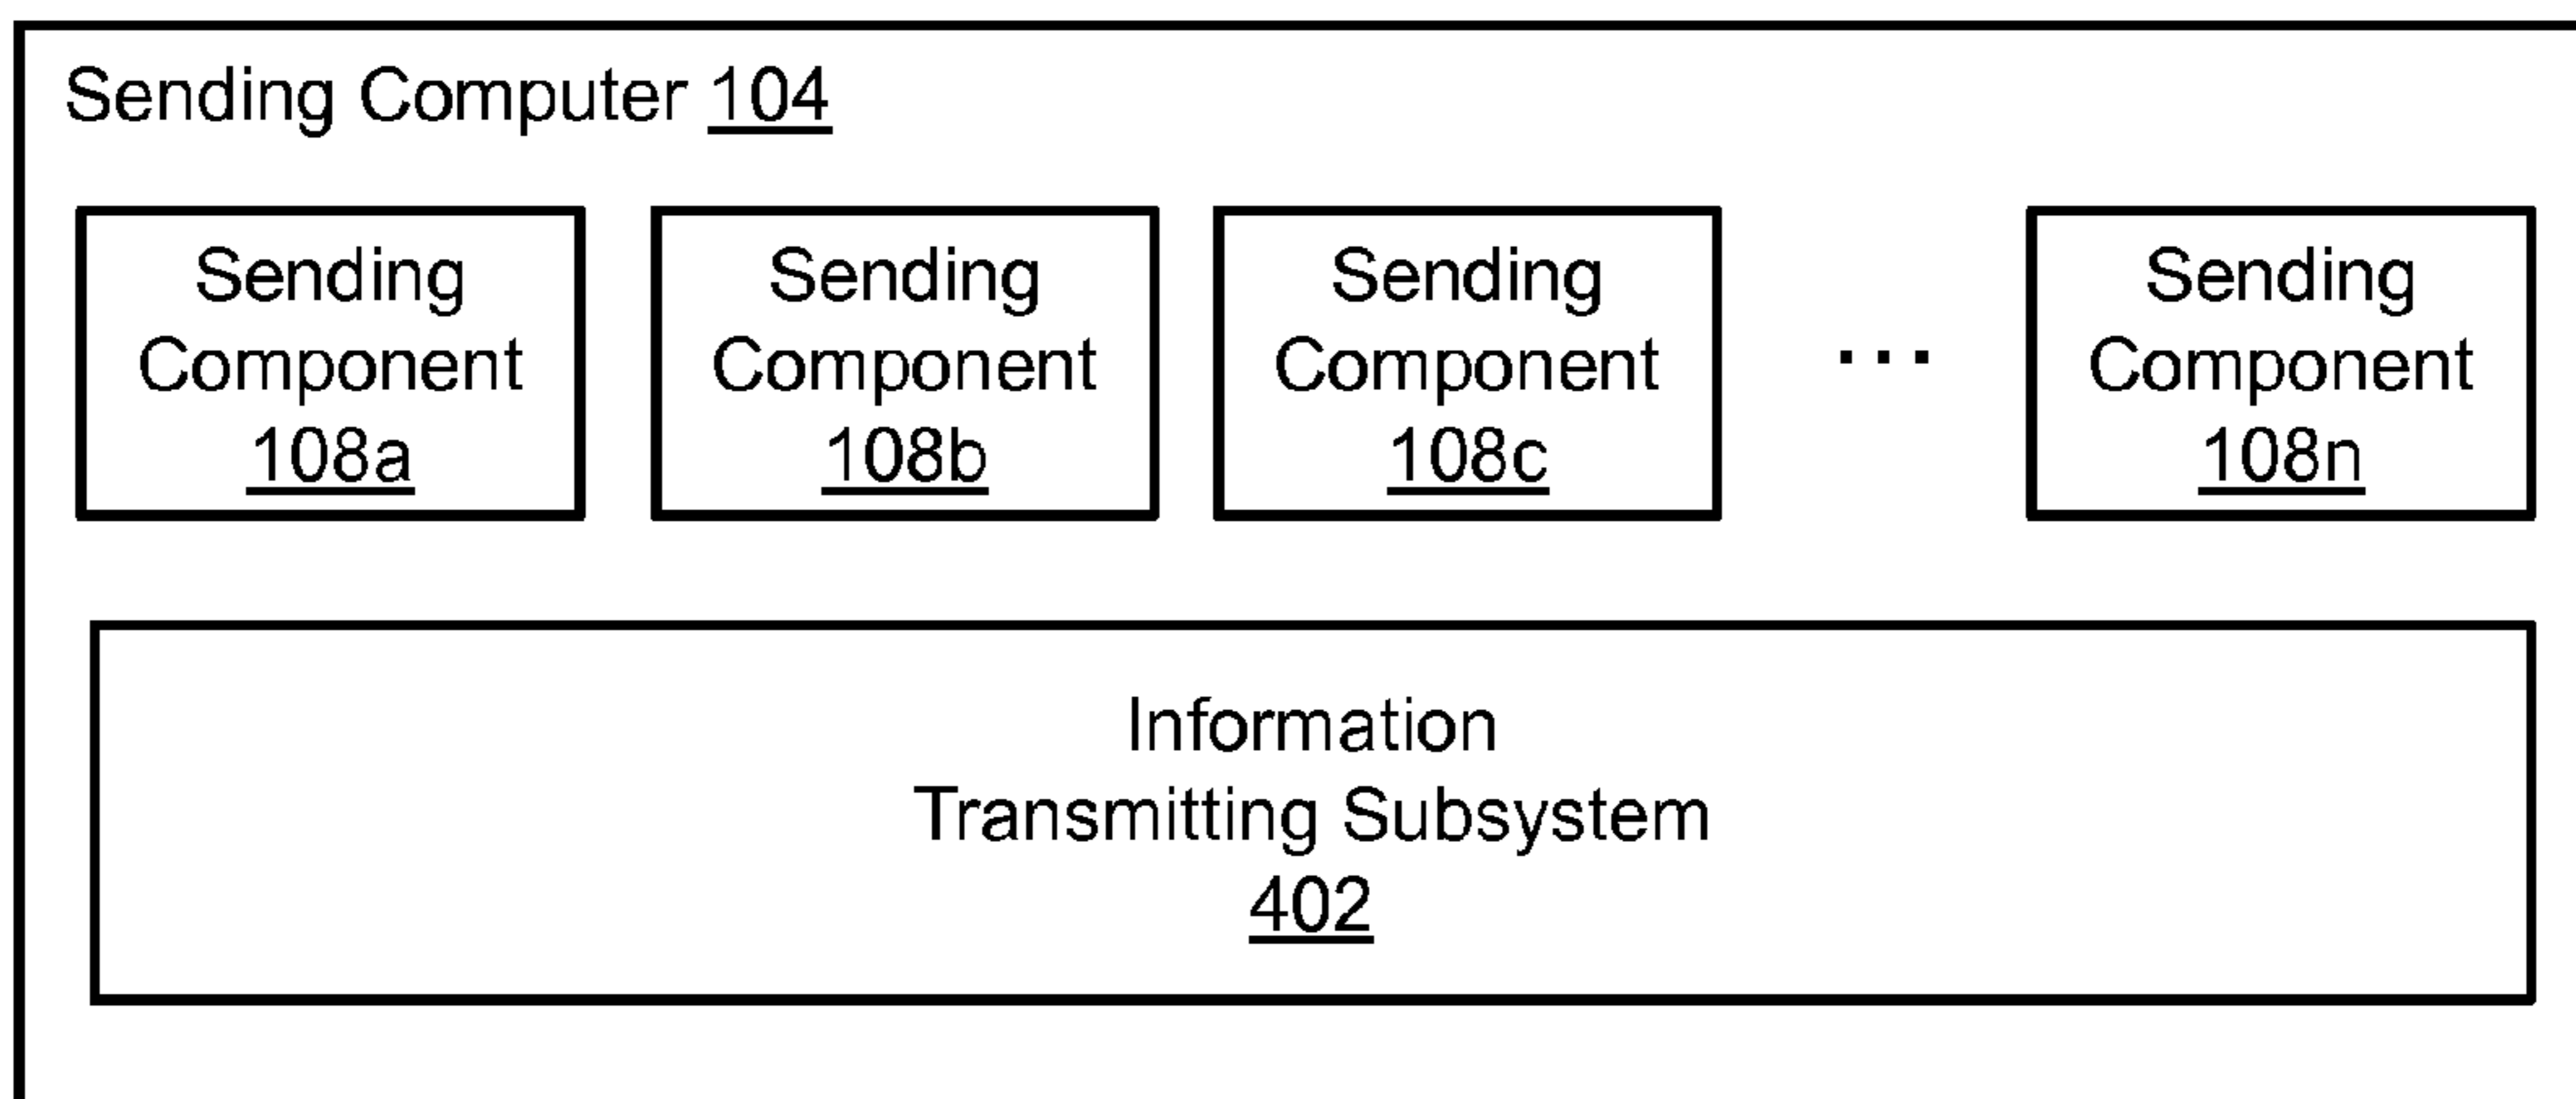 Sending Computer 104
Sending
Component
108a
Sending
Component
108b
Sending
Component
108c
...
Sending
Component
108n
Information
Transmitting Subsystem
402